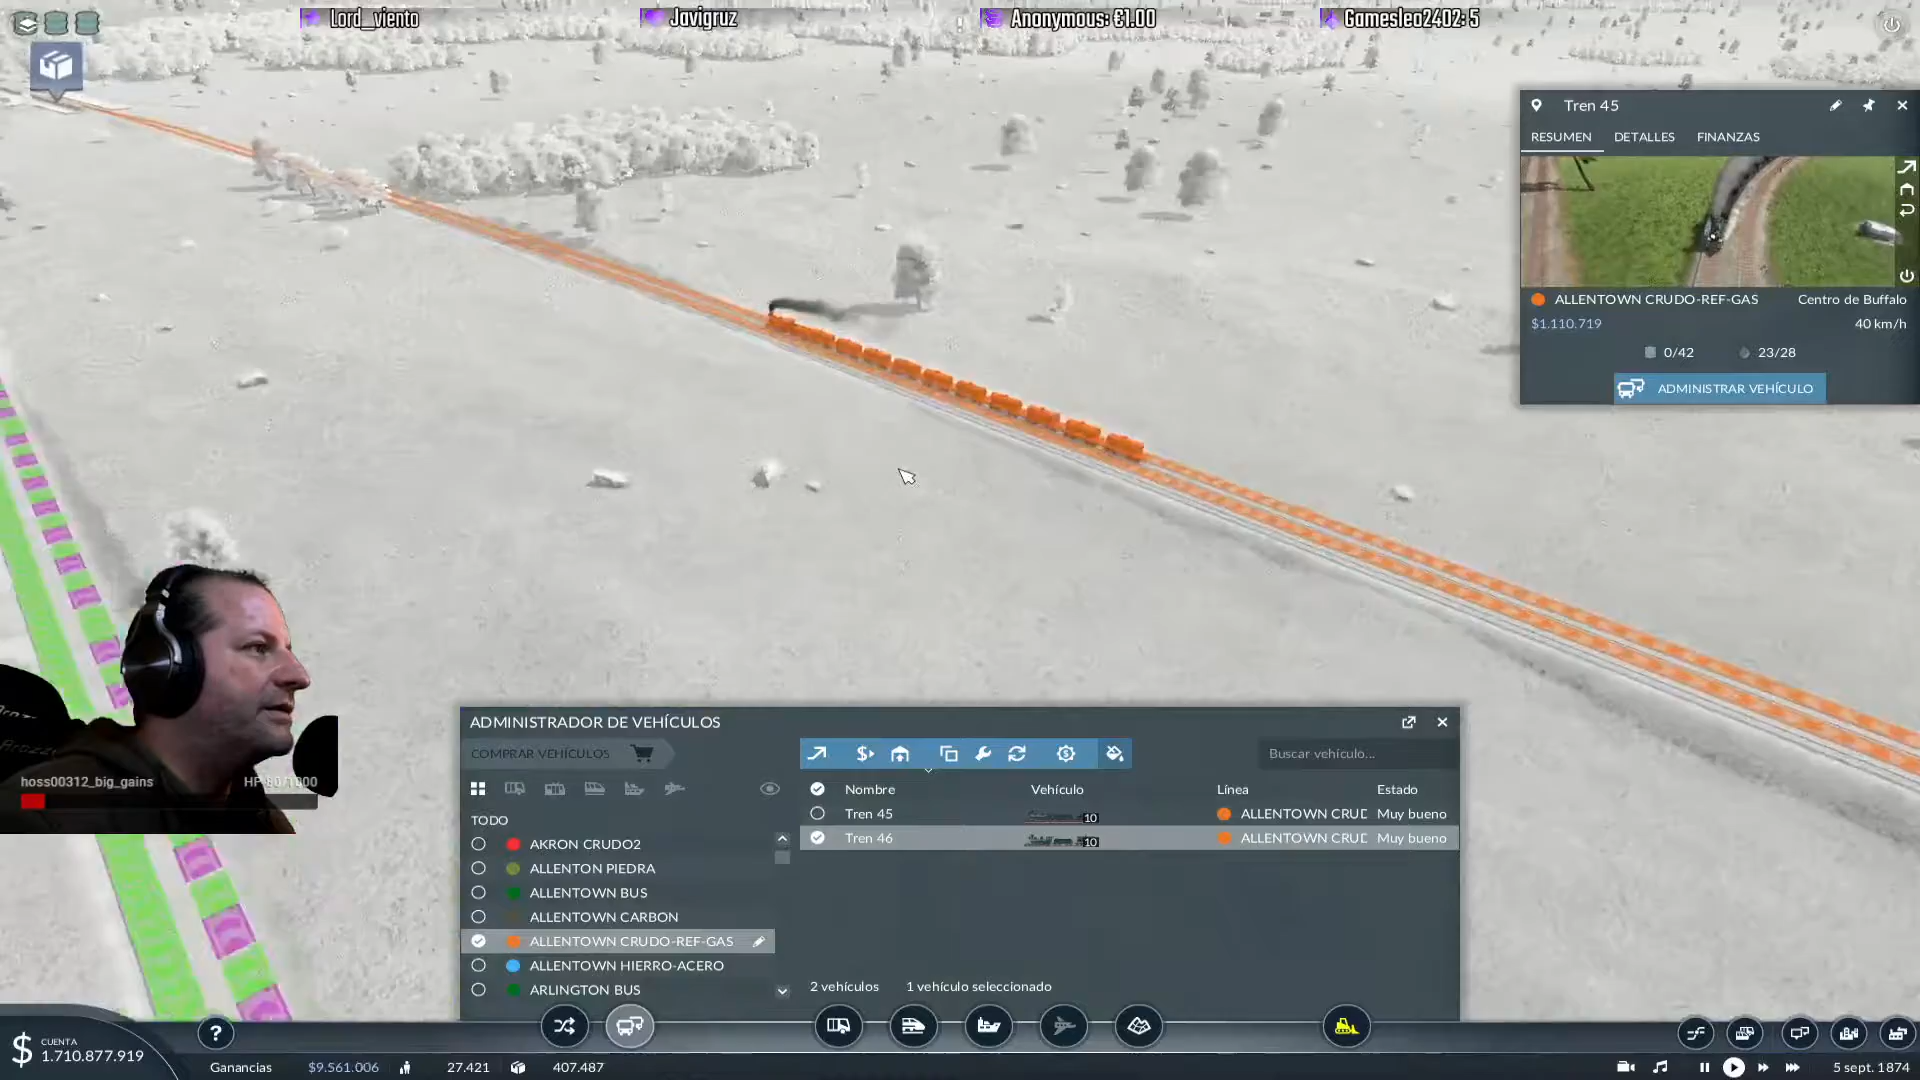 Lord_viento
Javigruz
Anonymous: €1.00
Gameslea2402: 5
Tren 45
RESUMEN
DETALLES
FINANZAS
ALLENTOWN CRUDO-REF-GAS
Centro de Buffalo
$1.110.719
40 km/h
0/42
23/28
ADMINISTRAR VEHÍCULO
hoss00312_big_gains
ADMINISTRADOR DE VEHÍCULOS
COMPRAR VEHÍCULOS
Buscar vehículo...
Nombre
Vehículo
Línea
Estado
Tren 45
10
ALLENTOWN CRUD
Muy bueno
Tren 46
10
ALLENTOWN CRUD
Muy bueno
TODO
AKRON CRUDO2
ALLENTON PIEDRA
ALLENTOWN BUS
ALLENTOWN CARBON
ALLENTOWN CRUDO-REF-GAS
ALLENTOWN HIERRO-ACERO
ARLINGTON BUS
2 vehículos
1 vehículo seleccionado
?
$
CUENTA
1.710.877.919
Ganancias
$9.561.006
27.421
407.487
5 sept. 1874